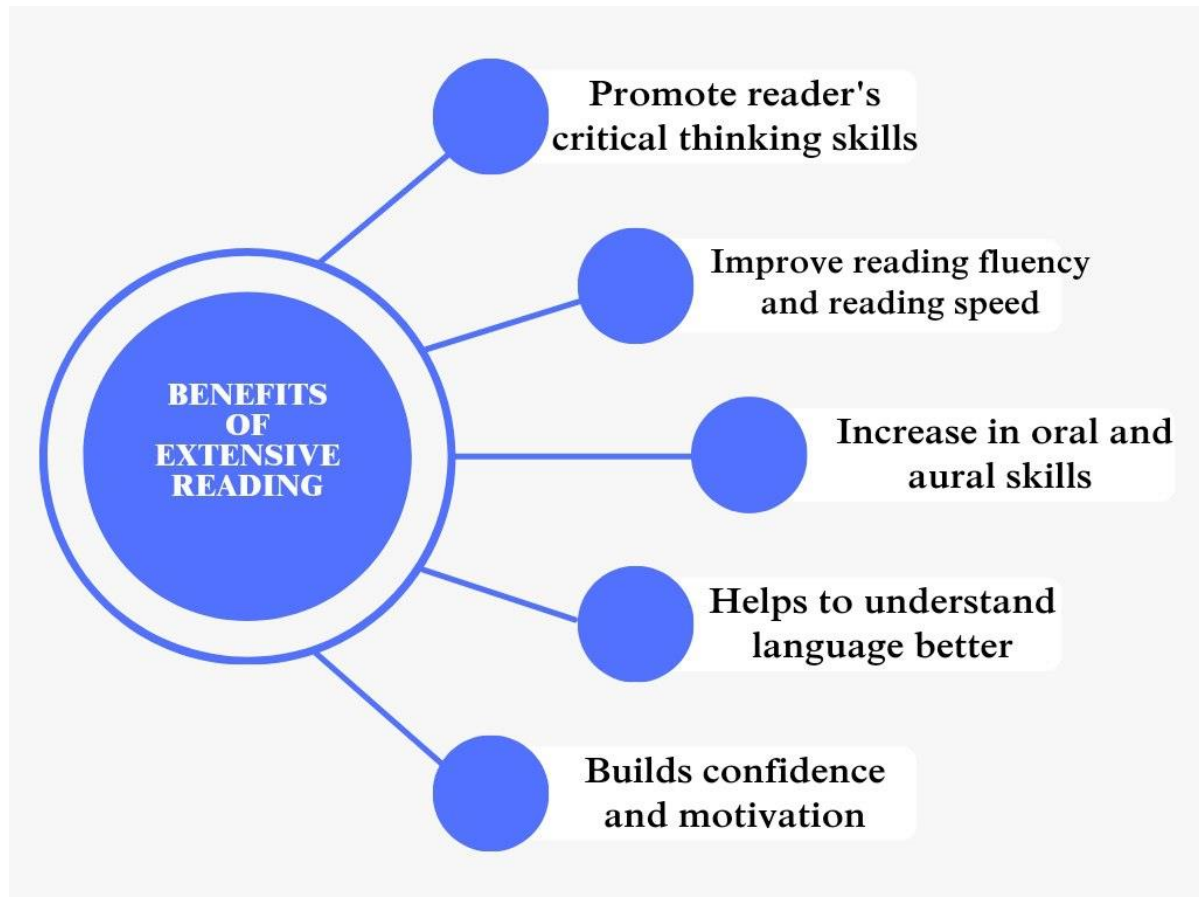 Promote reader's
critical thinking skills
Improve reading fluency
and reading speed
BENEFITS
OF
EXTENSIVE
READING
Increase in oral and
aural skills
Helps to understand
language better
Builds confidence
and motivation